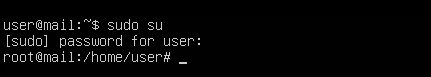 user@mail:~$ sudo su
[sudo] password for user:
root@mail:/home/user# _